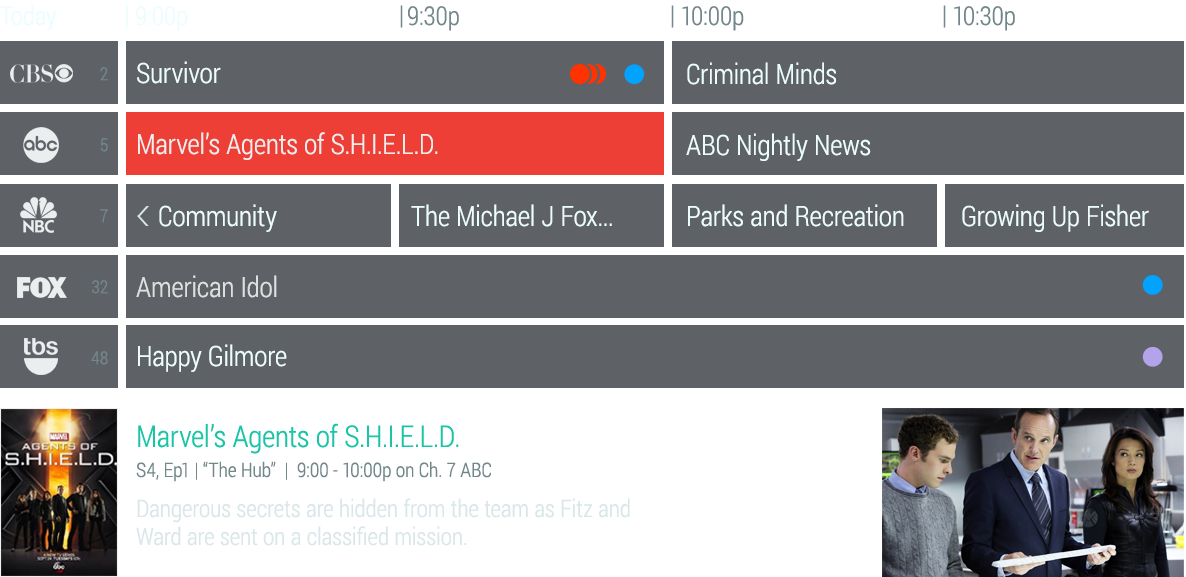 Today | 9:00p | 9:30p | 10:00p | 10:30p
CBS 2 Survivor Criminal Minds
abc 5 Marvel’s Agents of S.H.I.E.L.D. ABC Nightly News
NBC 7 < Community The Michael J Fox... Parks and Recreation Growing Up Fisher
FOX 32 American Idol
tbs 48 Happy Gilmore
MARVEL
AGENTS OF
S.H.I.E.L.D.
abc
Marvel’s Agents of S.H.I.E.L.D.
S4, Ep1 | “The Hub” | 9:00 - 10:00p on Ch. 7 ABC
Dangerous secrets are hidden from the team as Fitz and
Ward are sent on a classified mission.